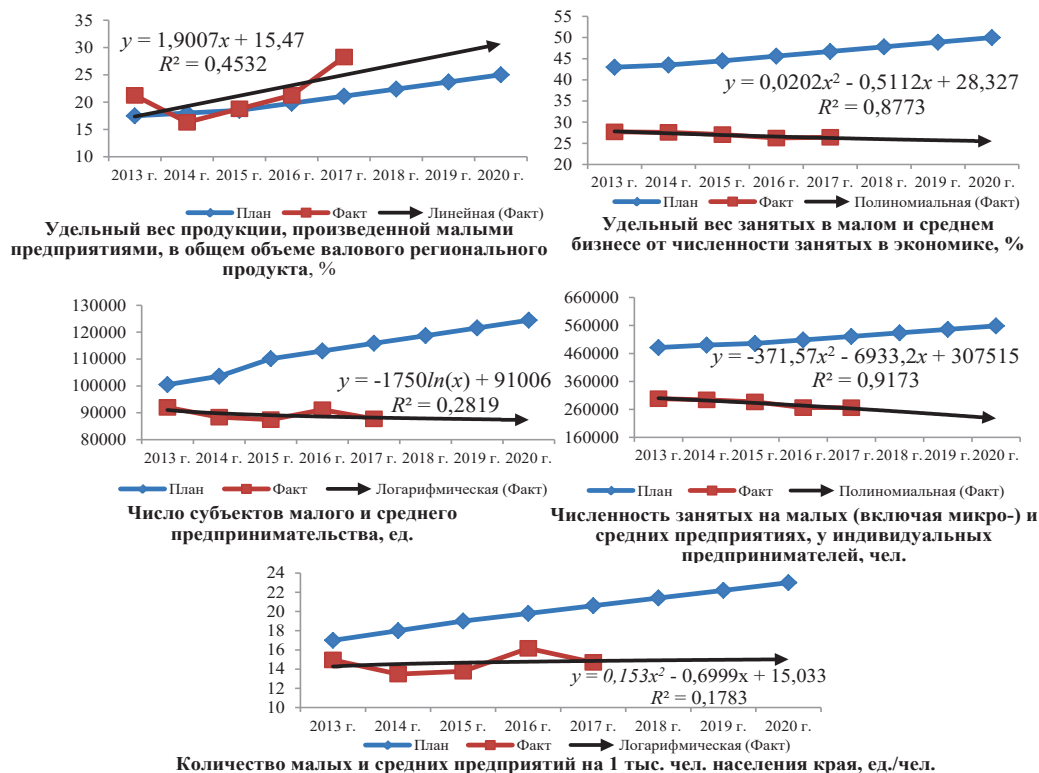 35
30
25
20
15
10
y = 1,9007x + 15,47
R² = 0,4532
2013 г. 2014 г. 2015 г. 2016 г. 2017 г. 2018 г. 2019 г. 2020 г.
План Факт Линейная (Факт)
Удельный вес продукции, произведенной малыми
предприятиями, в общем объеме валового регионального
продукта, %
55
50
45
40
35
30
25
20
y = 0,0202x² - 0,5112x + 28,327
R² = 0,8773
2013 г. 2014 г. 2015 г. 2016 г. 2017 г. 2018 г. 2019 г. 2020 г.
План Факт Полиномиальная (Факт)
Удельный вес занятых в малом и среднем
бизнесе от численности занятых в экономике, %
130000
120000
110000
100000
90000
80000
y = -1750ln(x) + 91006
R² = 0,2819
2013 г. 2014 г. 2015 г. 2016 г. 2017 г. 2018 г. 2019 г. 2020 г.
План Факт Логарифмическая (Факт)
Число субъектов малого и среднего
предпринимательства, ед.
660000
560000
460000
360000
260000
160000
y = -371,57x² - 6933,2x + 307515
R² = 0,9173
2013 г. 2014 г. 2015 г. 2016 г. 2017 г. 2018 г. 2019 г. 2020 г.
План Факт Полиномиальная (Факт)
Численность занятых на малых (включая микро-) и
средних предприятиях, у индивидуальных
предпринимателей, чел.
24
22
20
18
16
14
12
10
y = 0,153x² - 0,6999x + 15,033
R² = 0,1783
2013 г. 2014 г. 2015 г. 2016 г. 2017 г. 2018 г. 2019 г. 2020 г.
План Факт Логарифмическая (Факт)
Количество малых и средних предприятий на 1 тыс. чел. населения края, ед./чел.